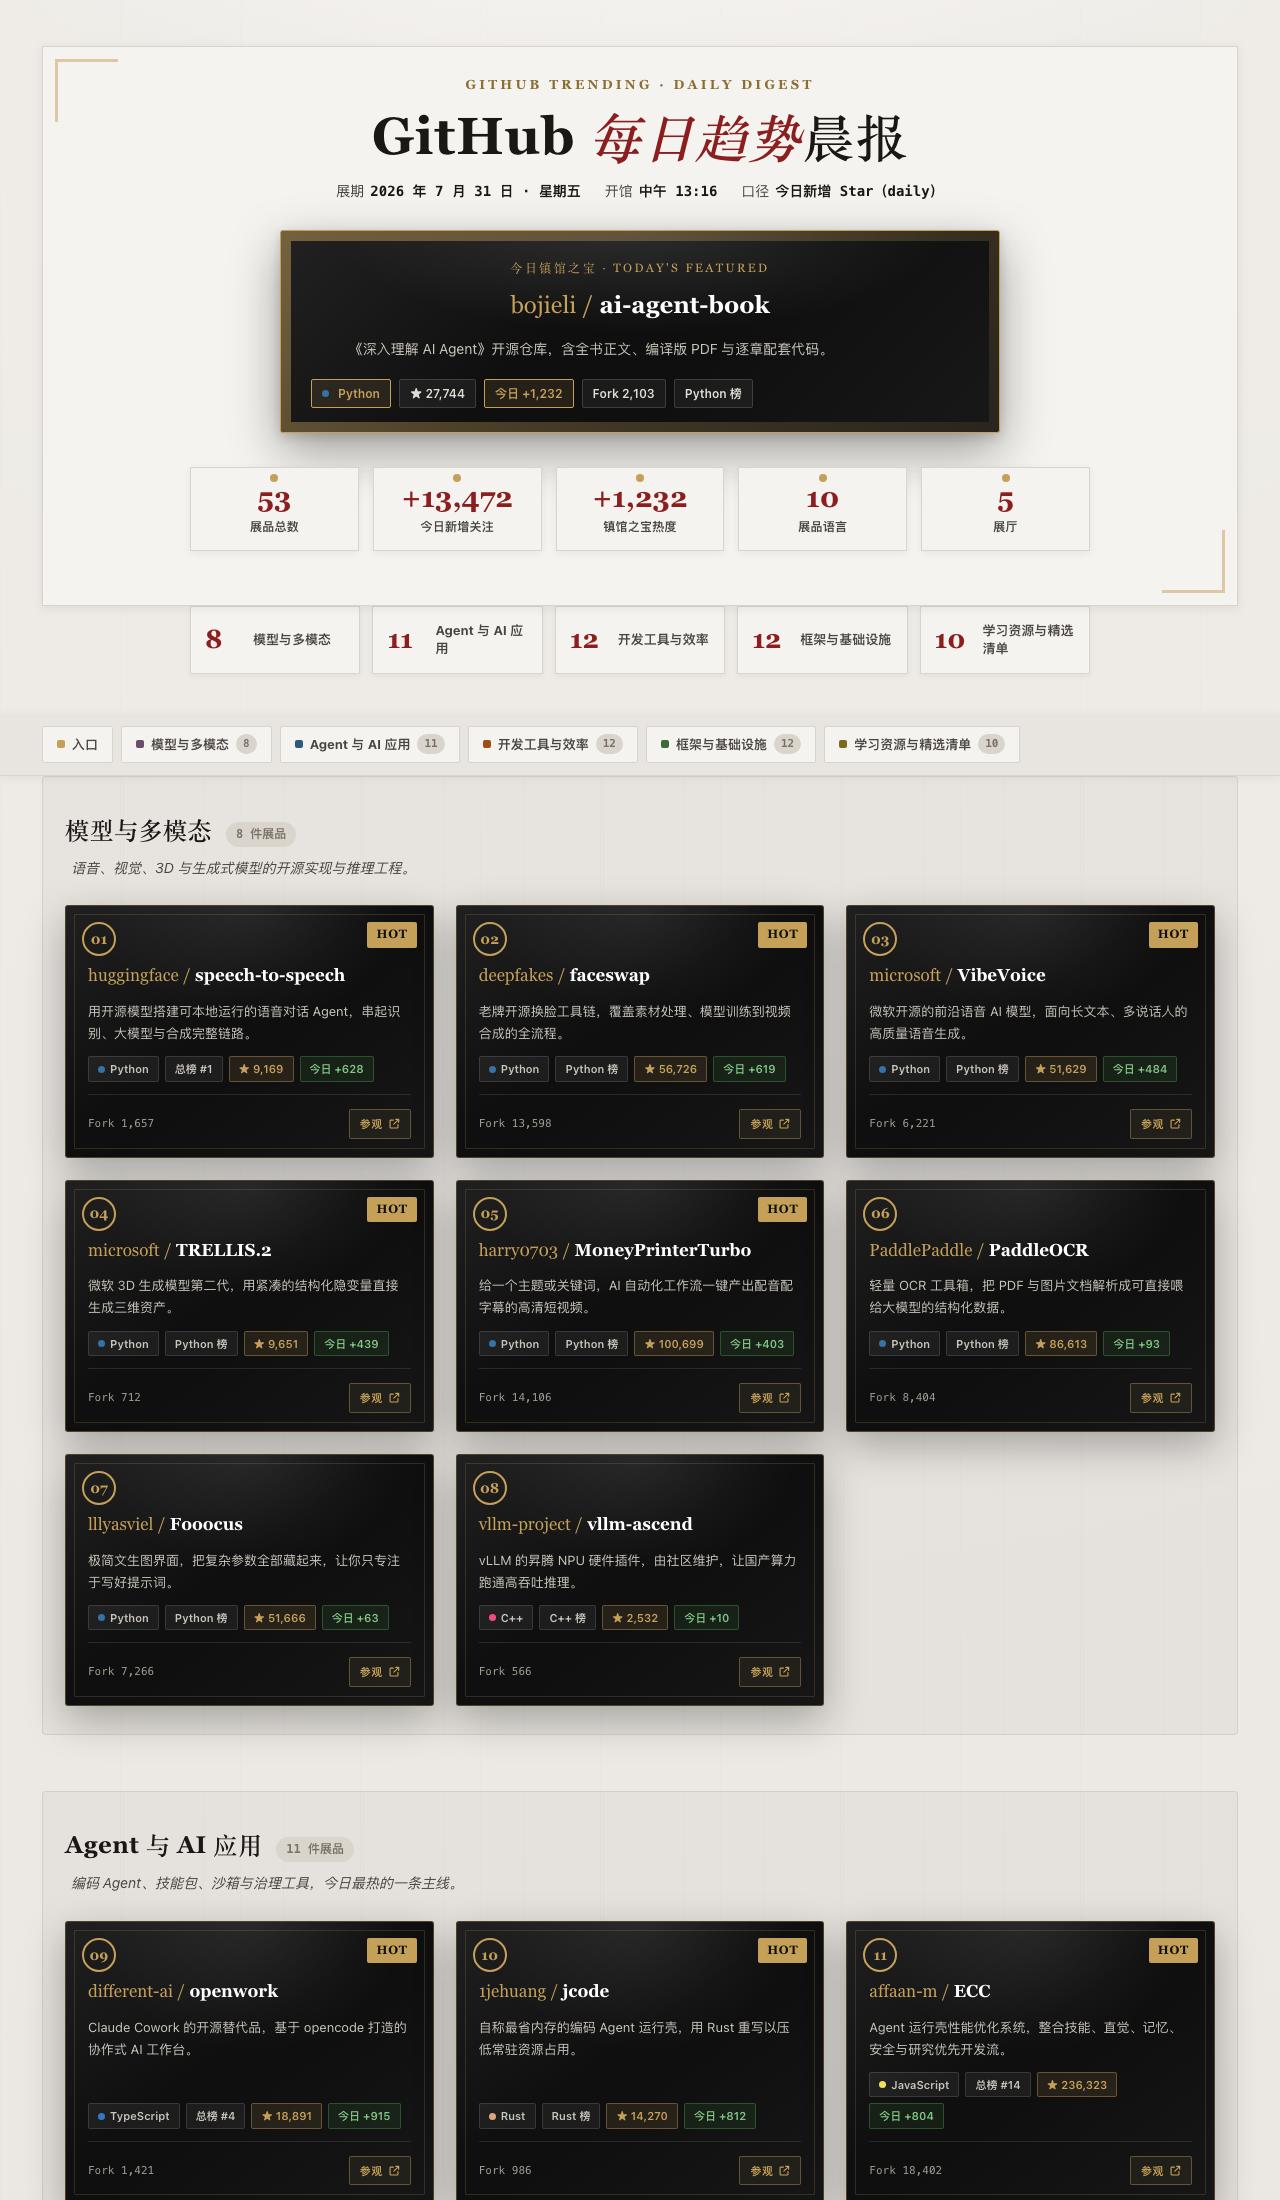 GITHUB TRENDING · DAILY DIGEST
GitHub 每日趋势晨报
展期 2026 年 7 月 31 日 · 星期五 开馆 中午 13:16 口径 今日新增 Star (daily)
今日镇馆之宝 · TODAY'S FEATURED
bojieli / ai-agent-book
《深入理解 AI Agent》开源仓库，含全书正文、编译版 PDF 与逐章配套代码。
Python ★ 27,744 今日 +1,232 Fork 2,103 Python 榜
53 +13,472 +1,232 10 5
展品总数 今日新增关注 镇馆之宝热度 展品语言 展厅
8 模型与多模态
11 Agent 与 AI 应
用
12 开发工具与效率
12 框架与基础设施
10 学习资源与精选
清单
入口 模型与多模态 8 Agent 与 AI 应用 11 开发工具与效率 12 框架与基础设施 12 学习资源与精选清单 10
模型与多模态 8 件展品
语音、视觉、3D 与生成式模型的开源实现与推理工程。
01 HOT
huggingface / speech-to-speech
用开源模型搭建可本地运行的语音对话 Agent，串起识
别、大模型与合成完整链路。
Python 总榜 #1 ★ 9,169 今日 +628
Fork 1,657 参观
02 HOT
deepfakes / faceswap
老牌开源换脸工具链，覆盖素材处理、模型训练到视频
合成的全流程。
Python Python 榜 ★ 56,726 今日 +619
Fork 13,598 参观
03 HOT
microsoft / VibeVoice
微软开源的前沿语音 AI 模型，面向长文本、多说话人的
高质量语音生成。
Python Python 榜 ★ 51,629 今日 +484
Fork 6,221 参观
04 HOT
microsoft / TRELLIS.2
微软 3D 生成模型第二代，用紧凑的结构化隐变量直接
生成三维资产。
Python Python 榜 ★ 9,651 今日 +439
Fork 712 参观
05 HOT
harry0703 / MoneyPrinterTurbo
给一个主题或关键词，AI 自动化工作流一键产出配音配
字幕的高清短视频。
Python Python 榜 ★ 100,699 今日 +403
Fork 14,106 参观
06
PaddlePaddle / PaddleOCR
轻量 OCR 工具箱，把 PDF 与图片文档解析成可直接喂
给大模型的结构化数据。
Python Python 榜 ★ 86,613 今日 +93
Fork 8,404 参观
07
lllyasviel / Fooocus
极简文生图界面，把复杂参数全部藏起来，让你只专注
于写好提示词。
Python Python 榜 ★ 51,666 今日 +63
Fork 7,266 参观
08
vllm-project / vllm-ascend
vLLM 的昇腾 NPU 硬件插件，由社区维护，让国产算力
跑通高吞吐推理。
C++ C++ 榜 ★ 2,532 今日 +10
Fork 566 参观
Agent 与 AI 应用 11 件展品
编码 Agent、技能包、沙箱与治理工具，今日最热的一条主线。
09 HOT
different-ai / openwork
Claude Cowork 的开源替代品，基于 opencode 打造的
协作式 AI 工作台。
TypeScript 总榜 #4 ★ 18,891 今日 +915
Fork 1,421 参观
10 HOT
1jehuang / jcode
自称最省内存的编码 Agent 运行壳，用 Rust 重写以压
低常驻资源占用。
Rust Rust 榜 ★ 14,270 今日 +812
Fork 986 参观
11 HOT
affaan-m / ECC
Agent 运行壳性能优化系统，整合技能、直觉、记忆、
安全与研究优先开发流。
JavaScript 总榜 #14 ★ 236,323
今日 +804
Fork 18,402 参观